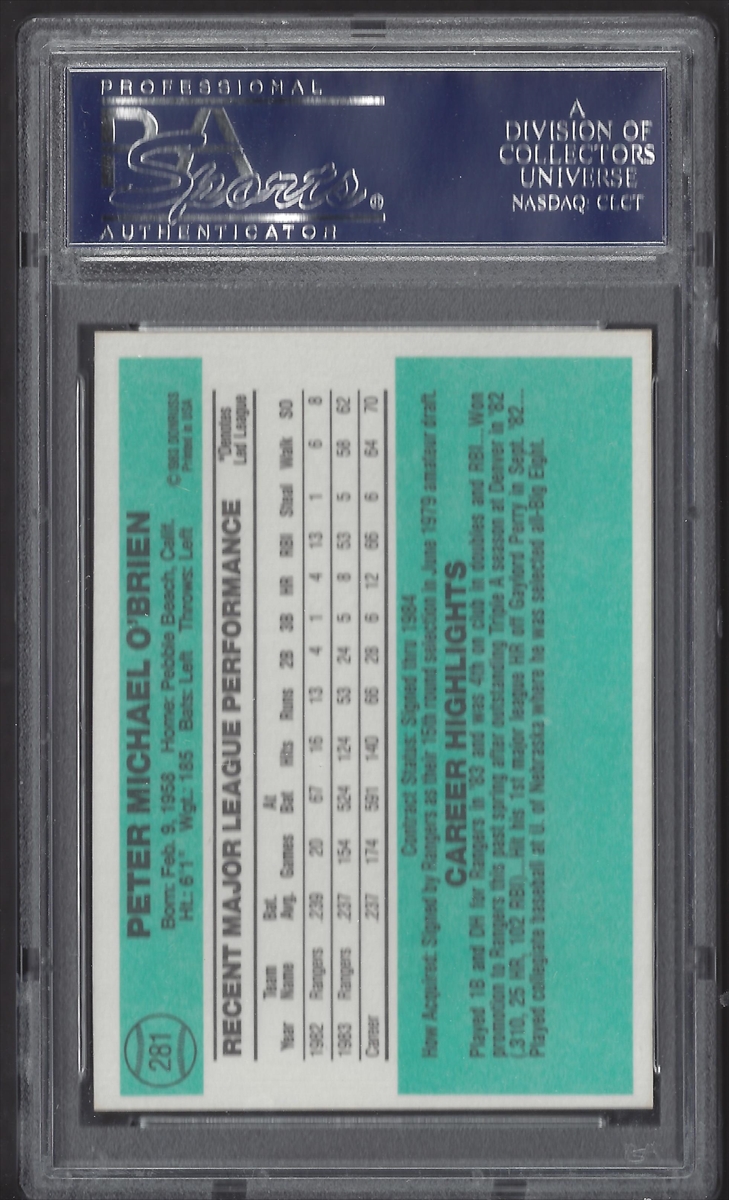 PROFESSIONAL
PSA
Sports®
AUTHENTICATOR
A
DIVISION OF
COLLECTORS
UNIVERSE
NASDAQ: CLCT
281
PETER MICHAEL O'BRIEN
Born: Feb. 9, 1958 Home: Pebble Beach, Calif.
Ht.: 6'1" Wgt.: 185 Bats: Left Throws: Left
© 1983 DONRUSS
Printed in USA
RECENT MAJOR LEAGUE PERFORMANCE
*Denotes
Led League
Year Team Name Bat. Avg. Games At Bat Hits Runs 2B 3B HR RBI Steal Walk SO
1982 Rangers .239 20 67 16 13 4 1 4 13 1 6 8
1983 Rangers .237 154 524 124 53 24 5 8 53 5 58 62
Career .237 174 591 140 66 28 6 12 66 6 64 70
Contract Status: Signed thru 1984
How Acquired: Signed by Rangers as their 15th round selection in June 1979 amateur draft.
CAREER HIGHLIGHTS
Played 1B and DH for Rangers in '83 and was 4th on club in doubles and RBI...Won
promotion to Rangers this past spring after outstanding Triple A season at Denver in '82
(.310, 25 HR, 102 RBI)...Hit his 1st major league HR off Gaylord Perry in Sept. '82...
Played collegiate baseball at U. of Nebraska where he was selected all-Big Eight.